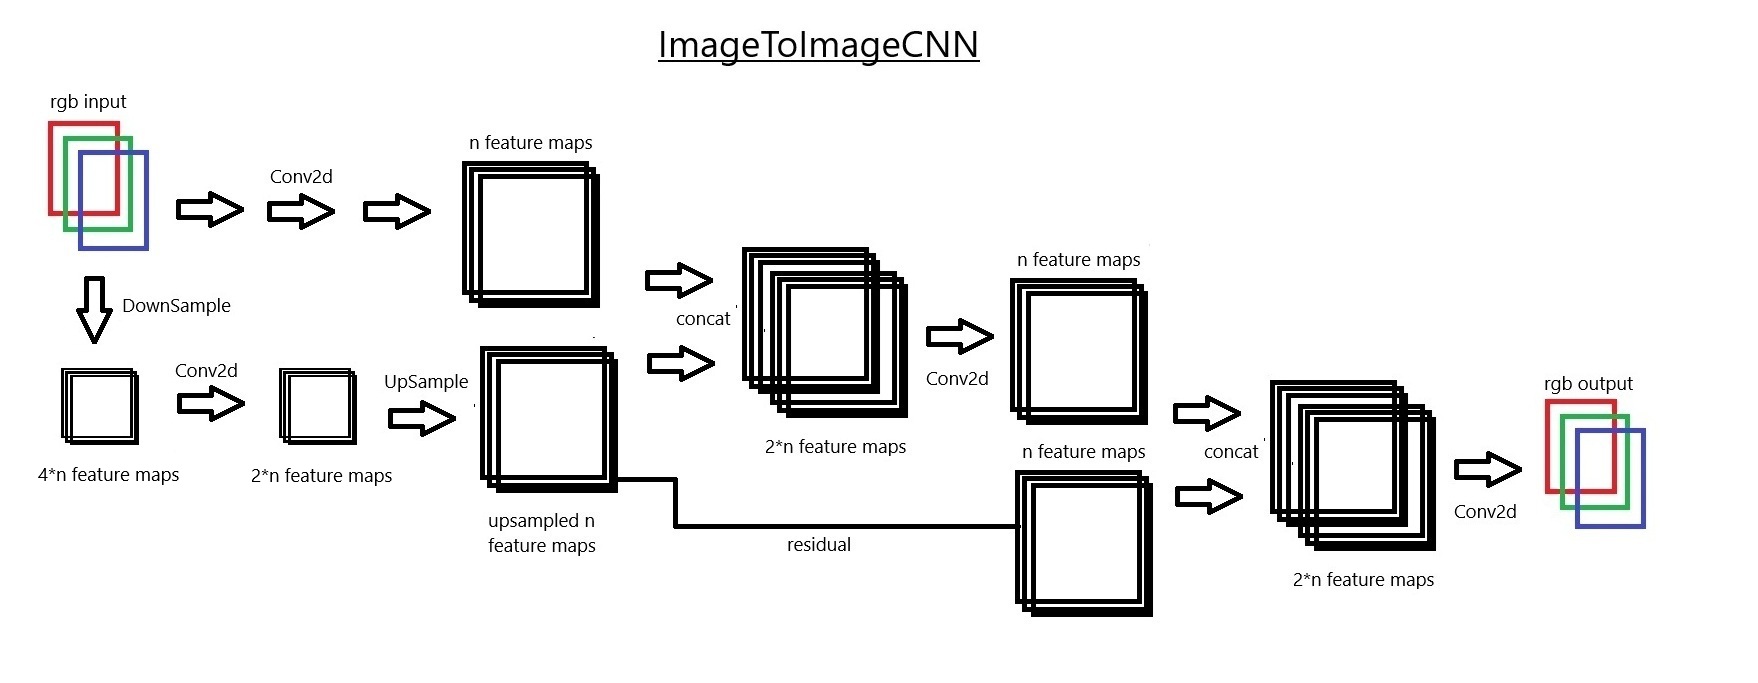 ImageToImageCNN
rgb input
n feature maps
Conv2d
DownSample
Conv2d
UpSample
4*n feature maps
2*n feature maps
upsampled n
feature maps
concat
2*n feature maps
residual
Conv2d
n feature maps
n feature maps
concat
2*n feature maps
Conv2d
rgb output